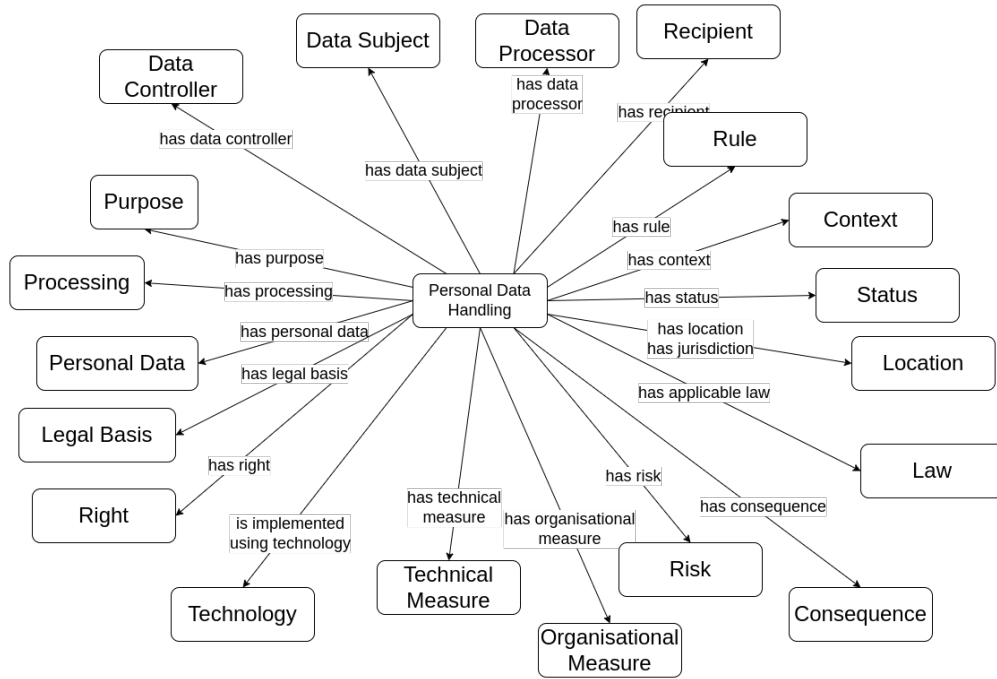 Data Subject
Data
Processor
Recipient
Data
Controller
has data
processor
has recipient
has data controller
Rule
has data subject
Purpose
has rule
Context
has purpose
has context
Processing
has processing
Personal Data
Handling
has status
Status
has personal data
has location
has jurisdiction
Personal Data
Location
has legal basis
has applicable law
Legal Basis
has right
has risk
Law
Right
has technical
measure
has organisational
measure
has consequence
is implemented
using technology
Technical
Measure
Risk
Technology
Consequence
Organisational
Measure